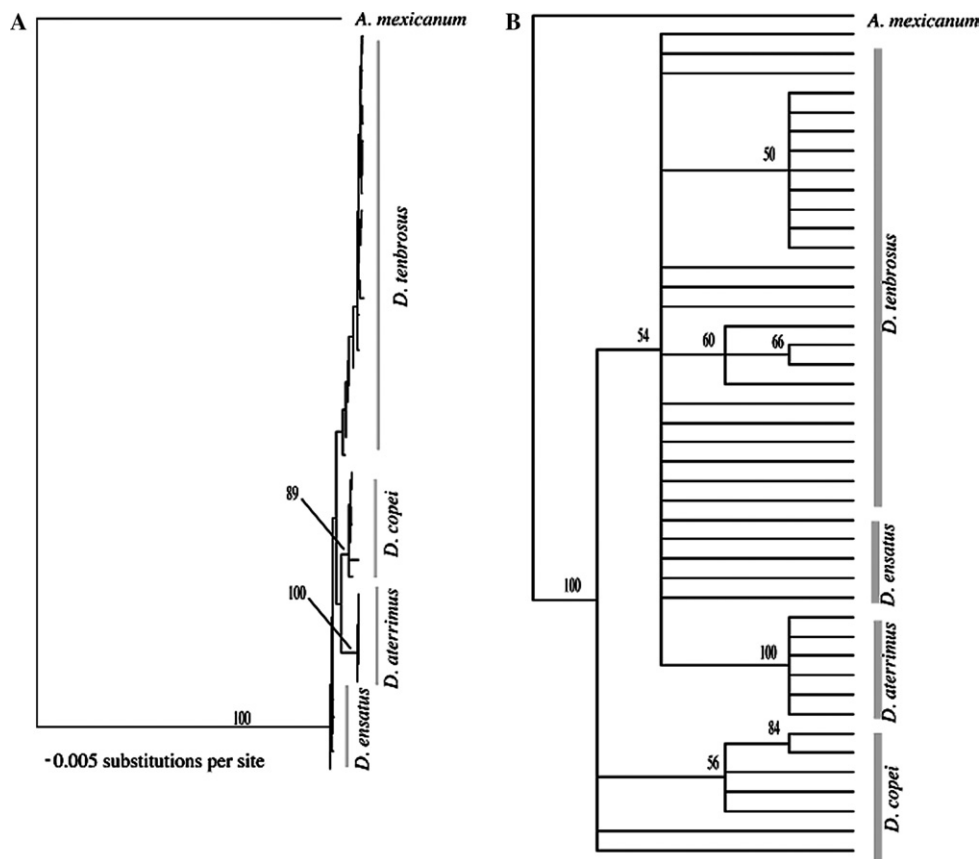 A
A. mexicanum
D. tenbrosus
89
D. copei
100
D. aterrimus
100
D. ensatus
-0.005 substitutions per site
B
A. mexicanum
50
D. tenbrosus
54
60
66
D. ensatus
100
100
D. aterrimus
84
56
D. copei